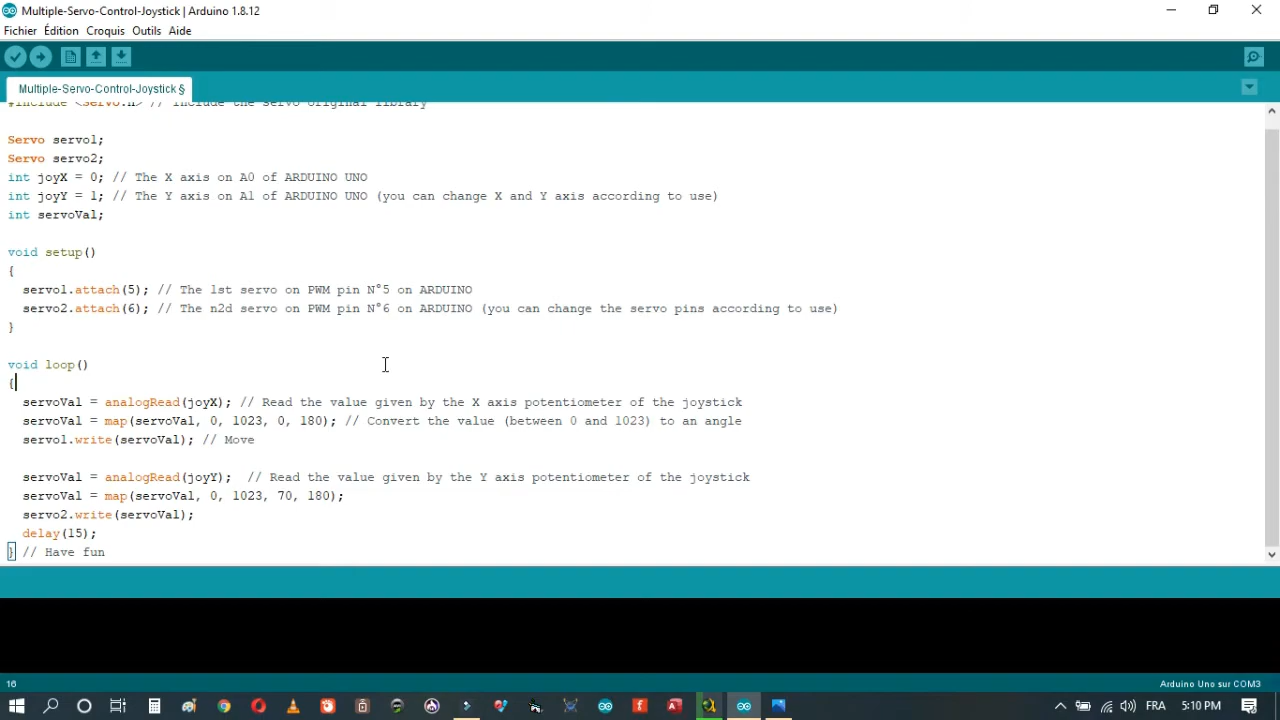 Multiple-Servo-Control-Joystick | Arduino 1.8.12
Fichier Édition Croquis Outils Aide
Multiple-Servo-Control-Joystick §
#include <Servo.h> // Include the servo original library
Servo servo1;
Servo servo2;
int joyX = 0; // The X axis on A0 of ARDUINO UNO
int joyY = 1; // The Y axis on A1 of ARDUINO UNO (you can change X and Y axis according to use)
int servoVal;
void setup()
{
servo1.attach(5); // The 1st servo on PWM pin N°5 on ARDUINO
servo2.attach(6); // The n2d servo on PWM pin N°6 on ARDUINO (you can change the servo pins according to use)
}
void loop()
{
servoVal = analogRead(joyX); // Read the value given by the X axis potentiometer of the joystick
servoVal = map(servoVal, 0, 1023, 0, 180); // Convert the value (between 0 and 1023) to an angle
servo1.write(servoVal); // Move
servoVal = analogRead(joyY);  // Read the value given by the Y axis potentiometer of the joystick
servoVal = map(servoVal, 0, 1023, 70, 180);
servo2.write(servoVal);
delay(15);
} // Have fun
16
Arduino Uno sur COM3
FRA
5:10 PM